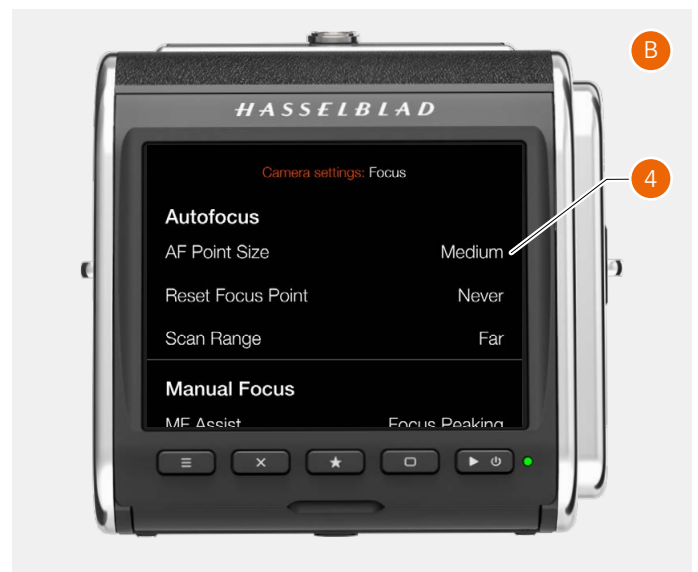 B
HASSELBLAD
Camera settings: Focus
4
Autofocus
AF Point Size Medium
Reset Focus Point Never
Scan Range Far
Manual Focus
MF Assist Focus Peaking